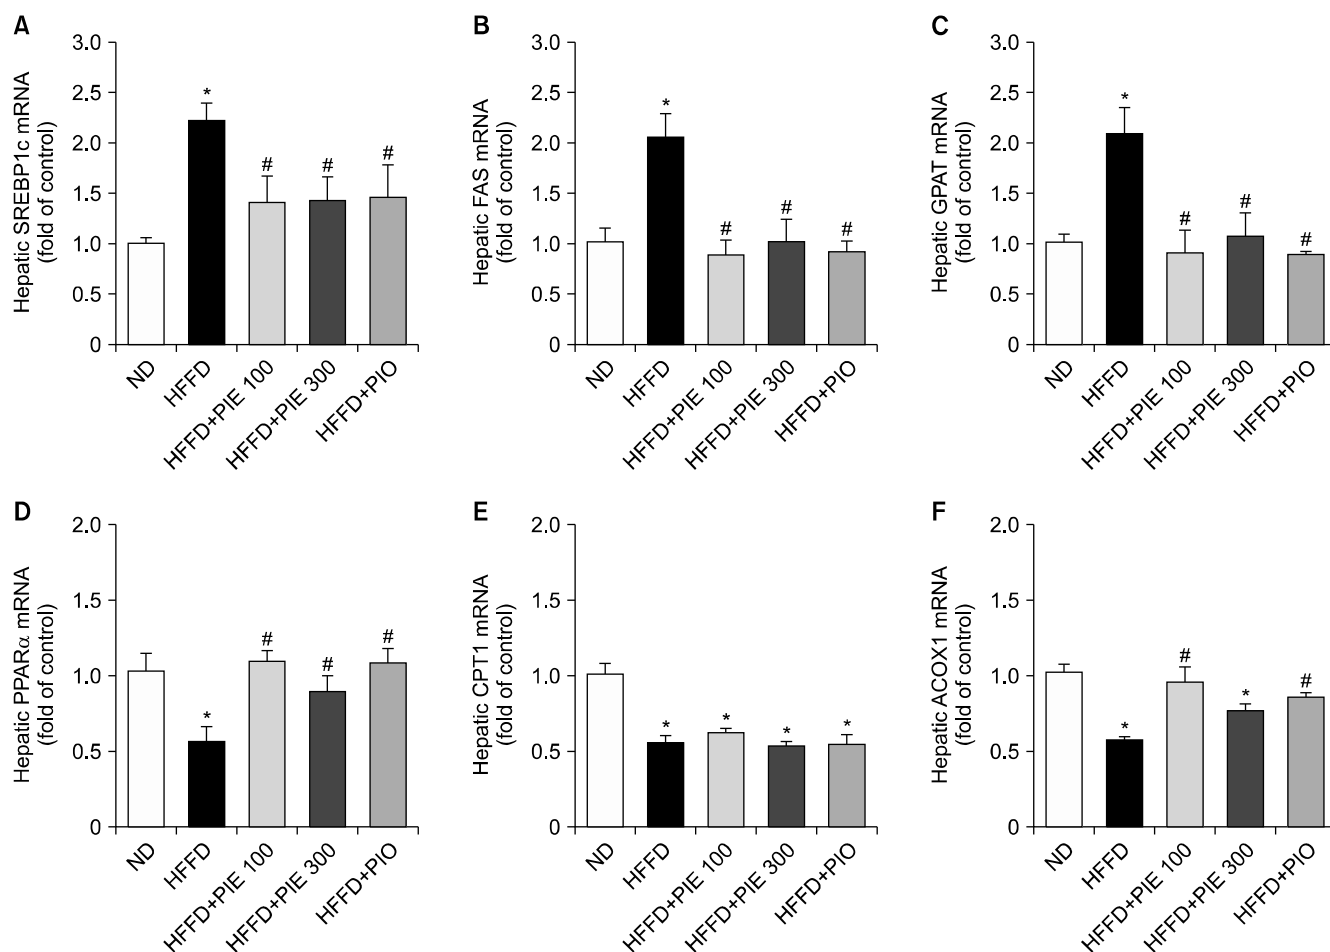 A
Hepatic SREBP1c mRNA
(fold of control)
3.0
2.5
2.0
1.5
1.0
0.5
0
*
#
#
#
ND
HFFD
HFFD+PIE 100
HFFD+PIE 300
HFFD+PIO
B
Hepatic FAS mRNA
(fold of control)
3.0
2.5
2.0
1.5
1.0
0.5
0
*
#
#
#
ND
HFFD
HFFD+PIE 100
HFFD+PIE 300
HFFD+PIO
C
Hepatic GPAT mRNA
(fold of control)
3.0
2.5
2.0
1.5
1.0
0.5
0
*
#
#
#
ND
HFFD
HFFD+PIE 100
HFFD+PIE 300
HFFD+PIO
D
Hepatic PPARα mRNA
(fold of control)
2.0
1.5
1.0
0.5
0
*
#
#
#
ND
HFFD
HFFD+PIE 100
HFFD+PIE 300
HFFD+PIO
E
Hepatic CPT1 mRNA
(fold of control)
2.0
1.5
1.0
0.5
0
*
*
*
*
ND
HFFD
HFFD+PIE 100
HFFD+PIE 300
HFFD+PIO
F
Hepatic ACOX1 mRNA
(fold of control)
2.0
1.5
1.0
0.5
0
*
#
*
#
ND
HFFD
HFFD+PIE 100
HFFD+PIE 300
HFFD+PIO